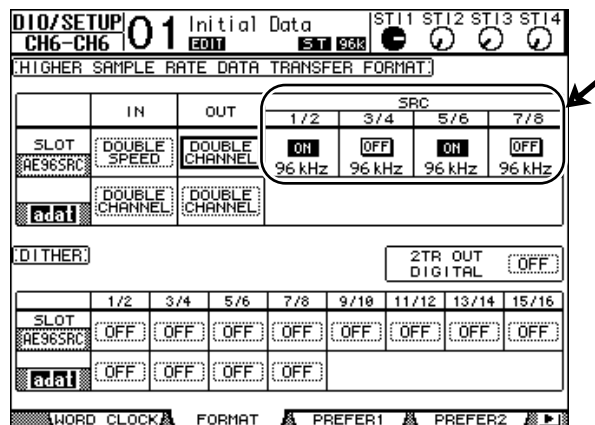 DIO/SETUP 01 Initial Data ST11 ST12 ST13 ST14
CH6-CH6 EDIT ST 96K
HIGHER SAMPLE RATE DATA TRANSFER FORMAT
IN OUT SRC
1/2 3/4 5/6 7/8
SLOT DOUBLE SPEED DOUBLE CHANNEL ON OFF ON OFF
AE96SRC 96 kHz 96 kHz 96 kHz 96 kHz
adat DOUBLE CHANNEL DOUBLE CHANNEL
DITHER 2TR OUT DIGITAL OFF
1/2 3/4 5/6 7/8 9/10 11/12 13/14 15/16
SLOT AE96SRC OFF OFF OFF OFF OFF OFF OFF OFF
adat OFF OFF OFF OFF
WORD CLOCK FORMAT PREFER1 PREFER2